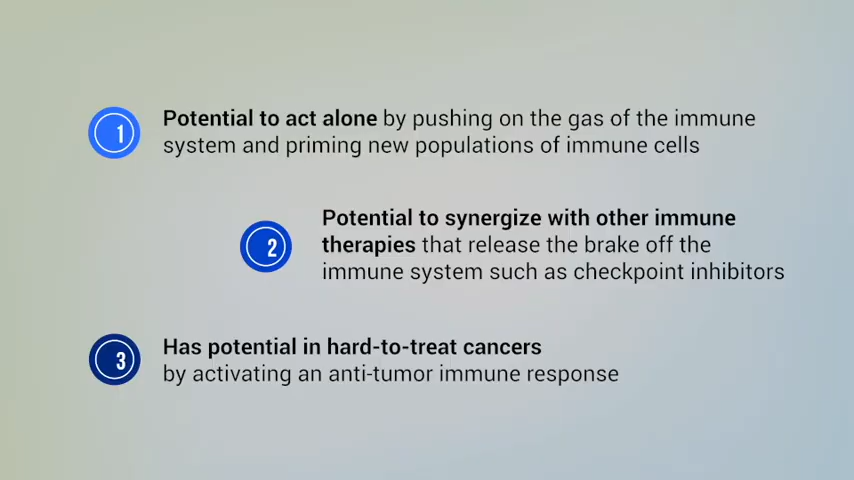 1
Potential to act alone by pushing on the gas of the immune
system and priming new populations of immune cells
2
Potential to synergize with other immune
therapies that release the brake off the
immune system such as checkpoint inhibitors
3
Has potential in hard-to-treat cancers
by activating an anti-tumor immune response